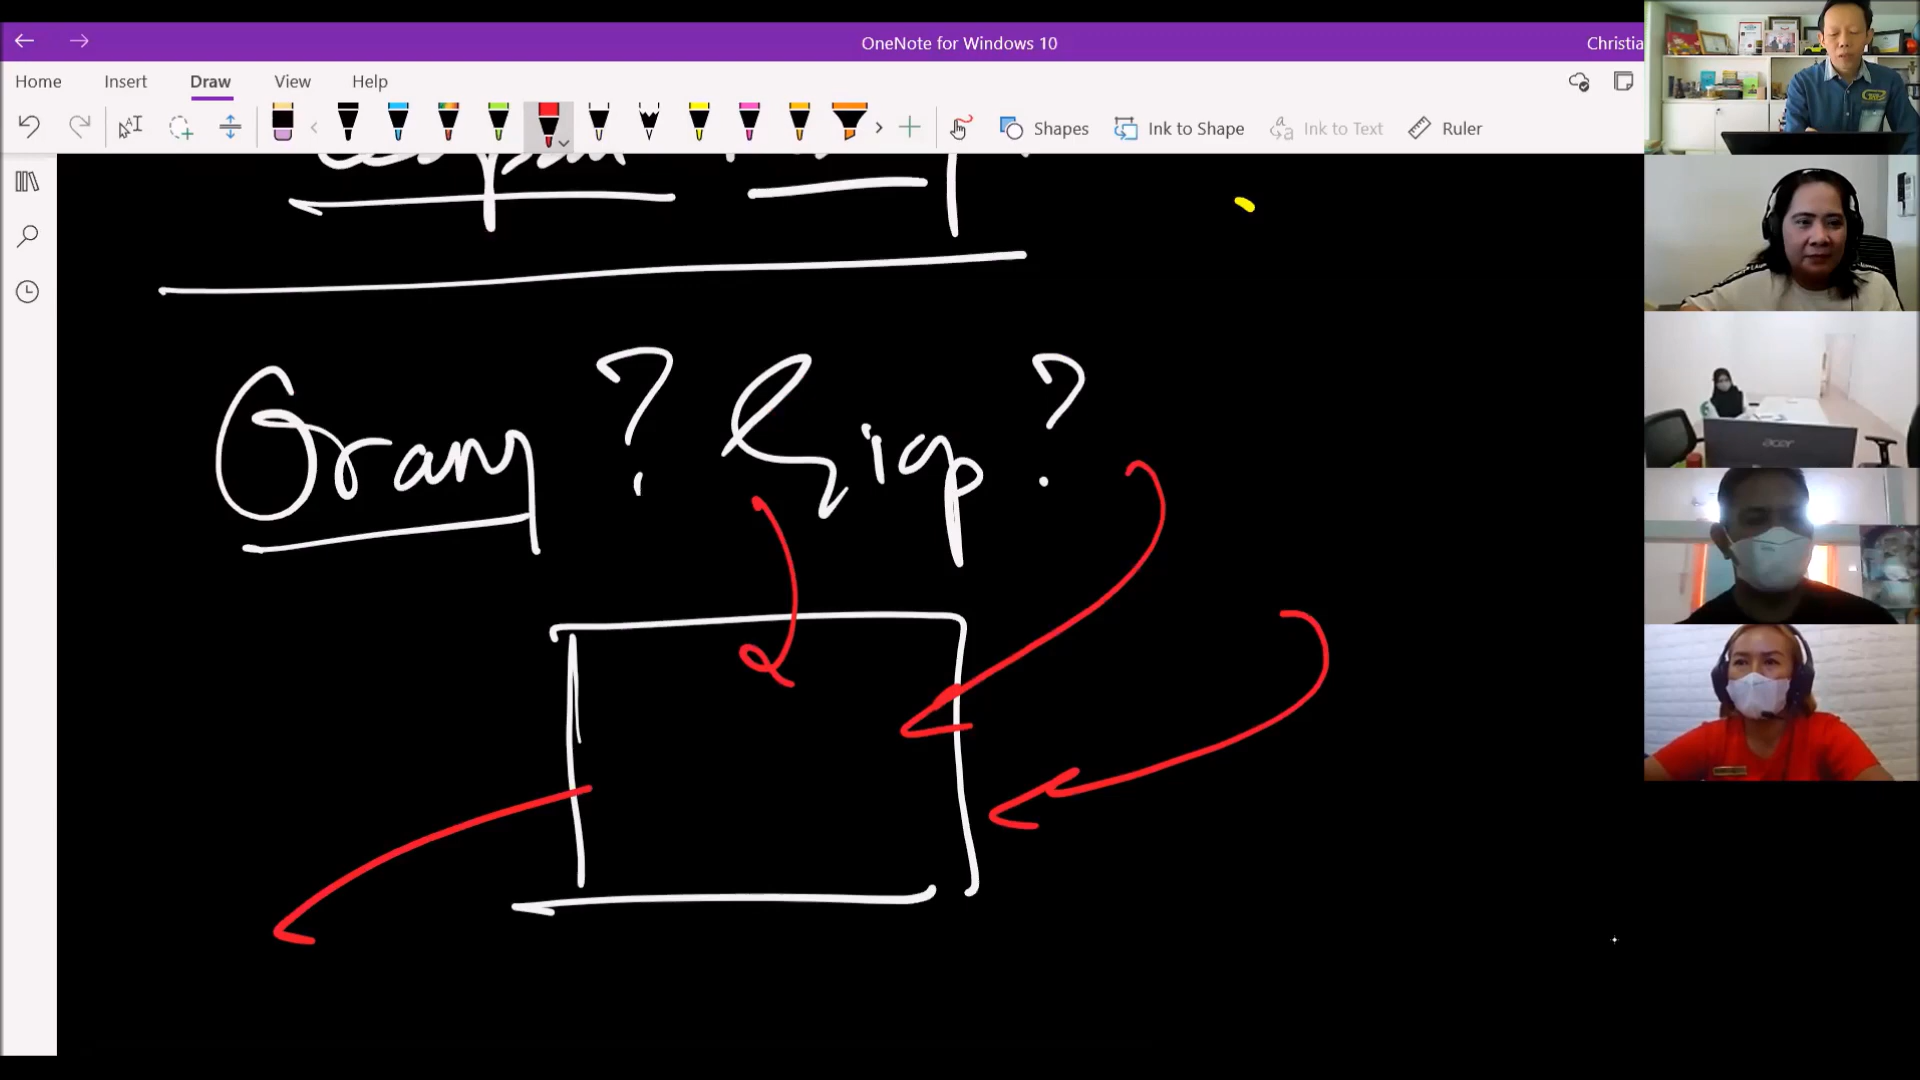 OneNote for Windows 10
Christia
Home Insert Draw View Help
Shapes Ink to Shape Ink to Text Ruler
Orang ? Siap ?
acer